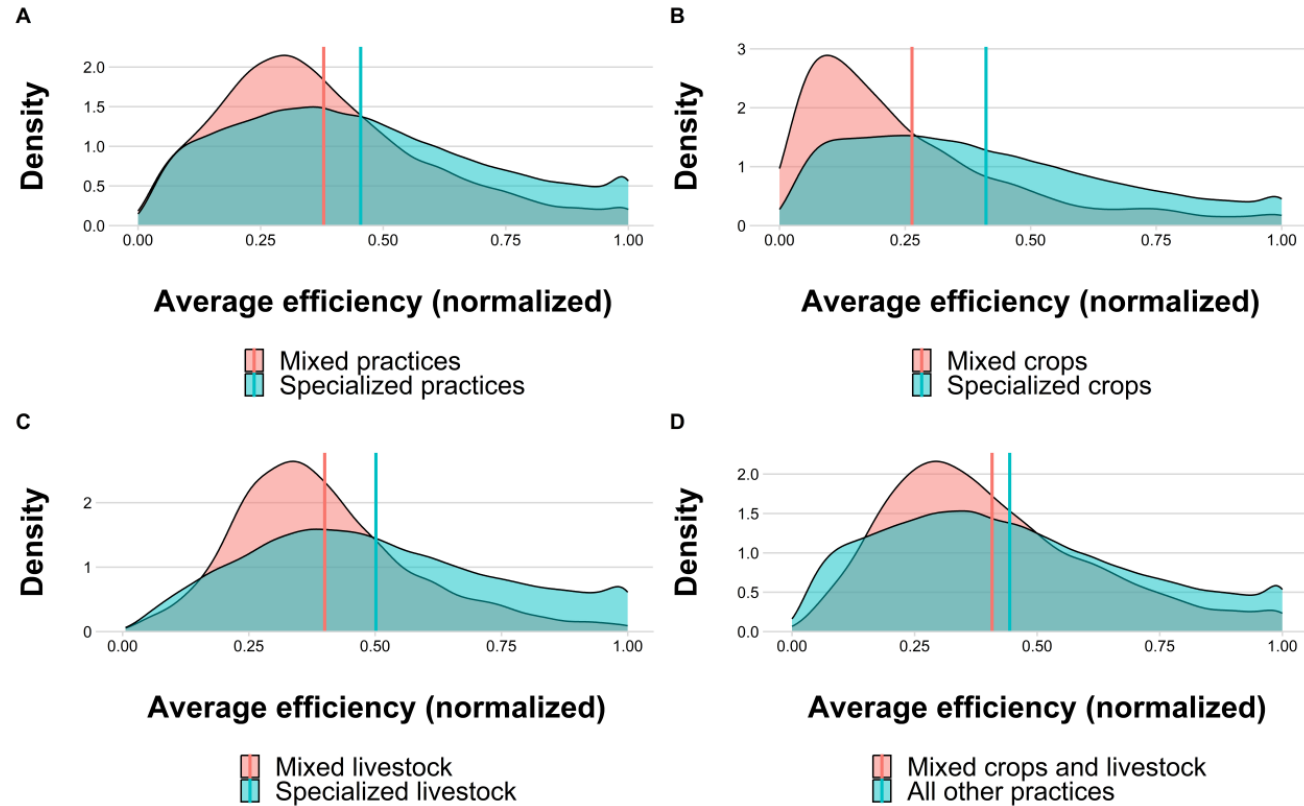 A
Density
2.0
1.5
1.0
0.5
0.0
0.00 0.25 0.50 0.75 1.00
Average efficiency (normalized)
Mixed practices
Specialized practices
B
Density
3
2
1
0
0.00 0.25 0.50 0.75 1.00
Average efficiency (normalized)
Mixed crops
Specialized crops
C
Density
2
1
0
0.00 0.25 0.50 0.75 1.00
Average efficiency (normalized)
Mixed livestock
Specialized livestock
D
Density
2.0
1.5
1.0
0.5
0.0
0.00 0.25 0.50 0.75 1.00
Average efficiency (normalized)
Mixed crops and livestock
All other practices